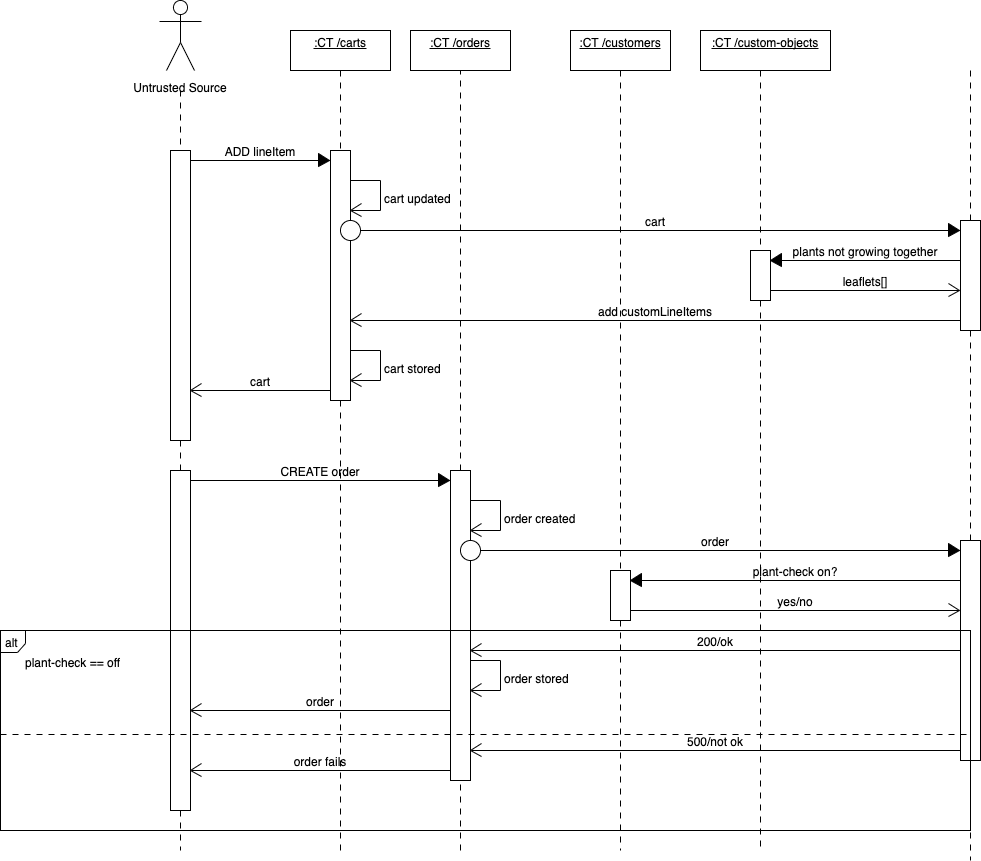 :CT /carts
:CT /orders
:CT /customers
:CT /custom-objects
Untrusted Source
ADD lineItem
cart updated
cart
plants not growing together
leaflets[]
add customLineItems
cart stored
cart
CREATE order
order created
order
plant-check on?
yes/no
alt
200/ok
plant-check == off
order stored
order
500/not ok
order fails